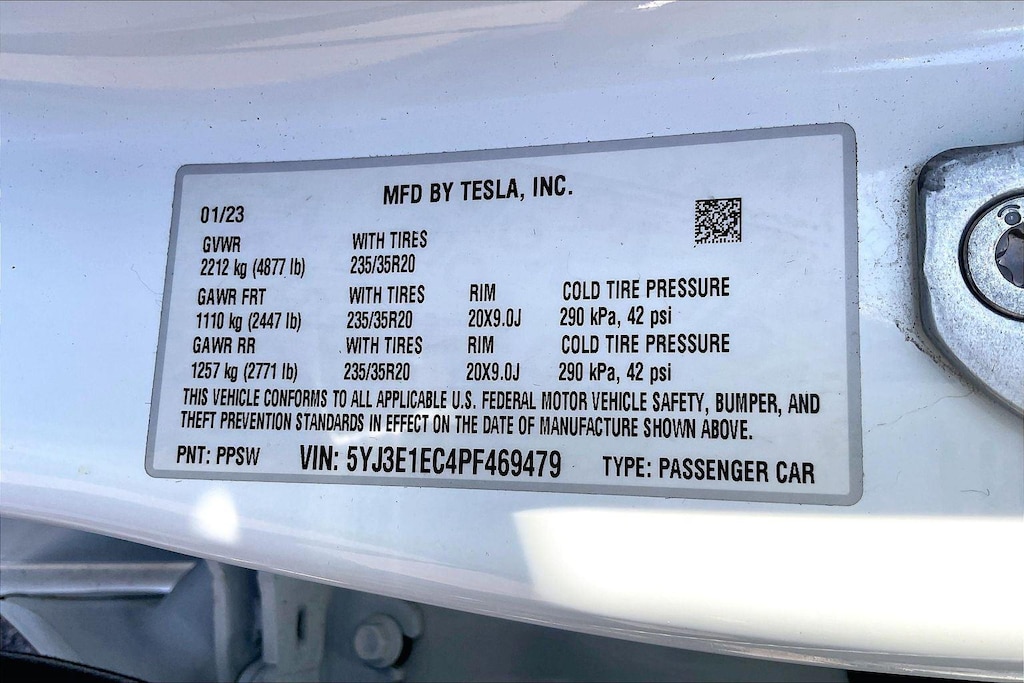 MFD BY TESLA, INC.
01/23
GVWR WITH TIRES
2212 kg (4877 lb) 235/35R20
GAWR FRT WITH TIRES RIM COLD TIRE PRESSURE
1110 kg (2447 lb) 235/35R20 20X9.0J 290 kPa, 42 psi
GAWR RR WITH TIRES RIM COLD TIRE PRESSURE
1257 kg (2771 lb) 235/35R20 20X9.0J 290 kPa, 42 psi
THIS VEHICLE CONFORMS TO ALL APPLICABLE U.S. FEDERAL MOTOR VEHICLE SAFETY, BUMPER, AND
THEFT PREVENTION STANDARDS IN EFFECT ON THE DATE OF MANUFACTURE SHOWN ABOVE.
PNT: PPSW VIN: 5YJ3E1EC4PF469479 TYPE: PASSENGER CAR